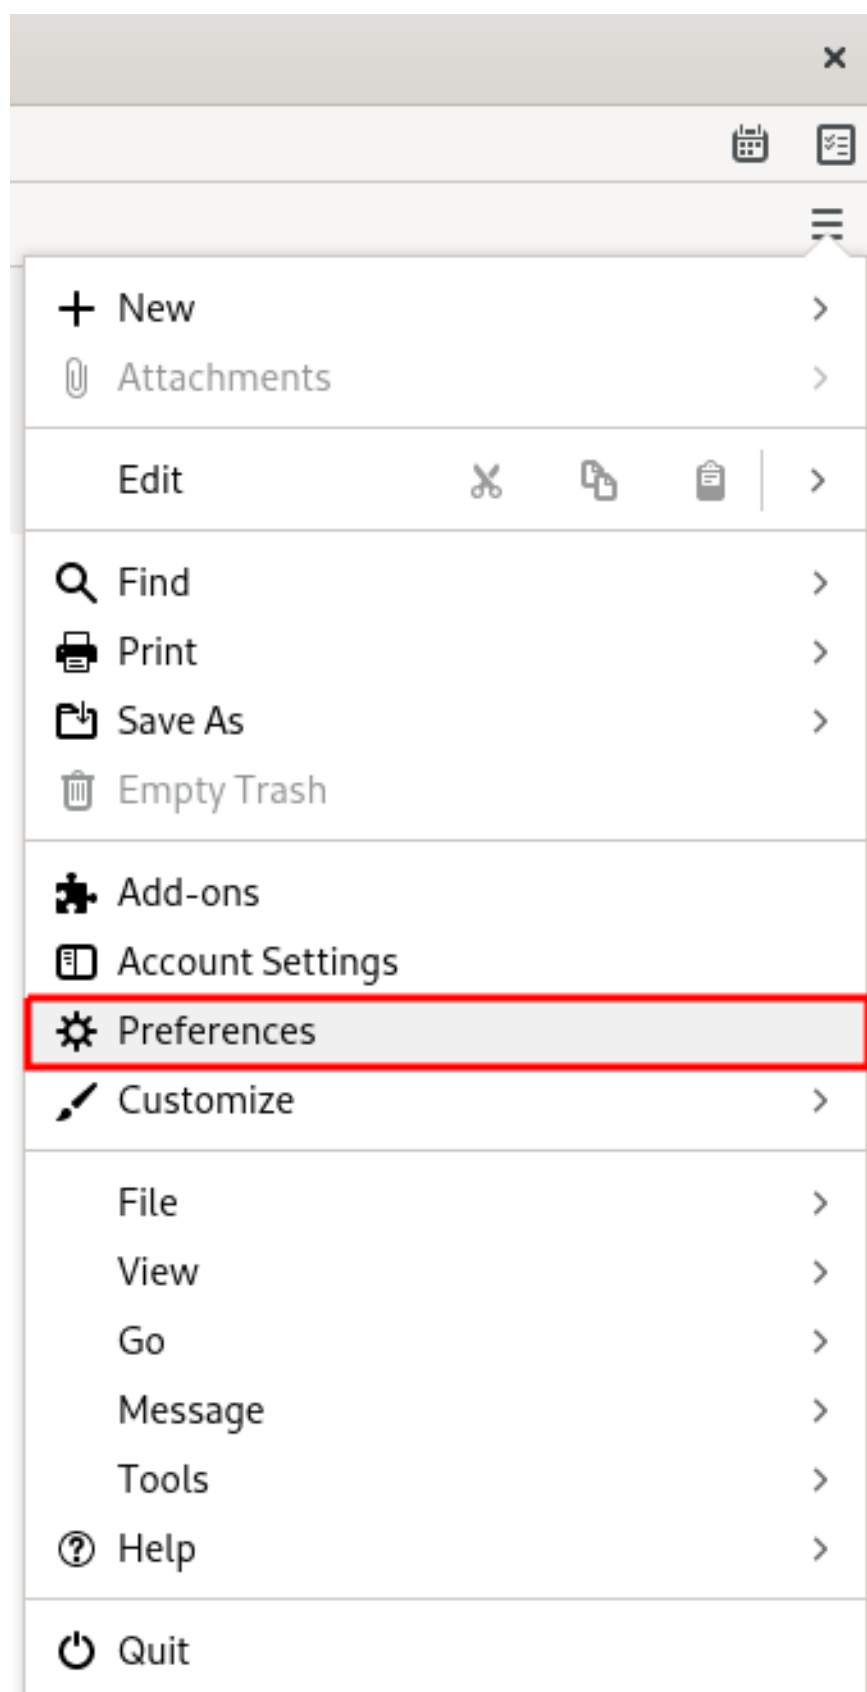 New
Attachments
Edit
Find
Print
Save As
Empty Trash
Add-ons
Account Settings
Preferences
Customize
File
View
Go
Message
Tools
Help
Quit